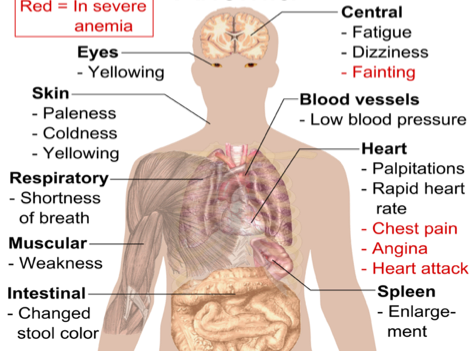 Red = In severe
anemia
Central
- Fatigue
- Dizziness
- Fainting
Eyes
- Yellowing
Skin
- Paleness
- Coldness
- Yellowing
Blood vessels
- Low blood pressure
Heart
- Palpitations
- Rapid heart
rate
- Chest pain
- Angina
- Heart attack
Respiratory
- Shortness
of breath
Muscular
- Weakness
Intestinal
- Changed
stool color
Spleen
- Enlarge-
ment